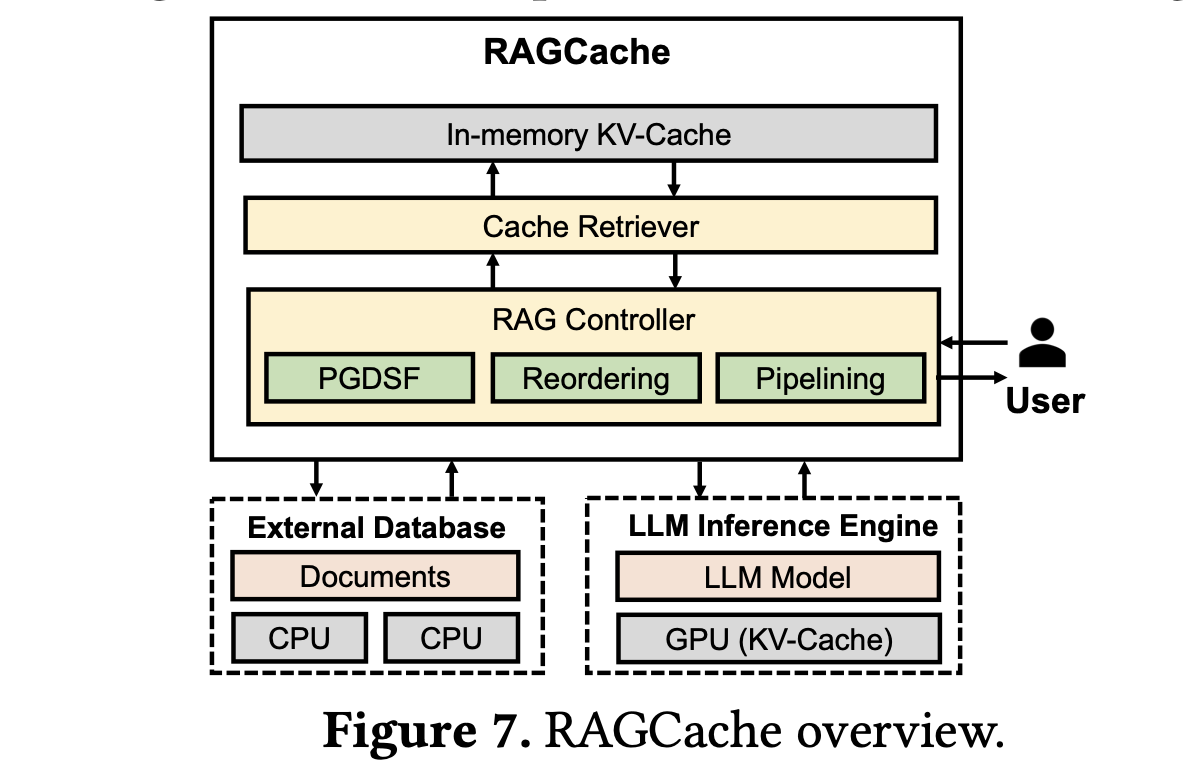 RAGCache
In-memory KV-Cache
Cache Retriever
RAG Controller
PGDSF
Reordering
Pipelining
User
External Database
Documents
CPU
CPU
LLM Inference Engine
LLM Model
GPU (KV-Cache)
Figure 7. RAGCache overview.